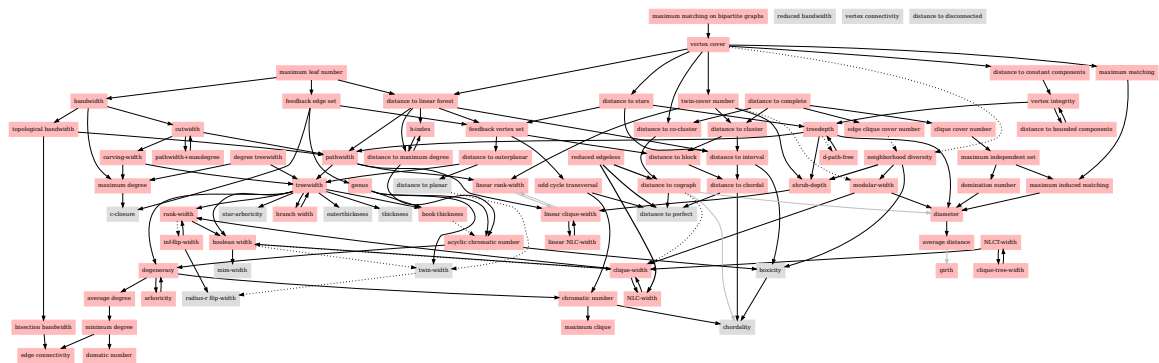 maximum matching on bipartite graphs
reduced bandwidth
vertex connectivity
distance to disconnected
vertex cover
maximum leaf number
distance to constant components
maximum matching
bandwidth
feedback edge set
distance to linear forest
distance to stars
twin-cover number
distance to complete
vertex integrity
topological bandwidth
cutwidth
h-index
feedback vertex set
distance to co-cluster
distance to cluster
treedepth
edge clique cover number
clique cover number
distance to bounded components
carving-width
pathwidth+maxdegree
degree treewidth
pathwidth
distance to maximum degree
distance to outerplanar
reduced edgeless
distance to block
distance to interval
d-path-free
neighborhood diversity
maximum independent set
maximum degree
treewidth
genus
distance to planar
linear rank-width
odd cycle transversal
distance to cograph
distance to chordal
shrub-depth
modular-width
domination number
maximum induced matching
c-closure
rank-width
star-arboricity
branch width
outerthickness
thickness
book thickness
linear clique-width
distance to perfect
diameter
inf-flip-width
boolean width
acyclic chromatic number
linear NLC-width
average distance
NLCT-width
degeneracy
mim-width
twin-width
clique-width
boxicity
girth
clique-tree-width
average degree
arboricity
radius-r flip-width
chromatic number
NLC-width
bisection bandwidth
minimum degree
maximum clique
chordality
edge connectivity
domatic number